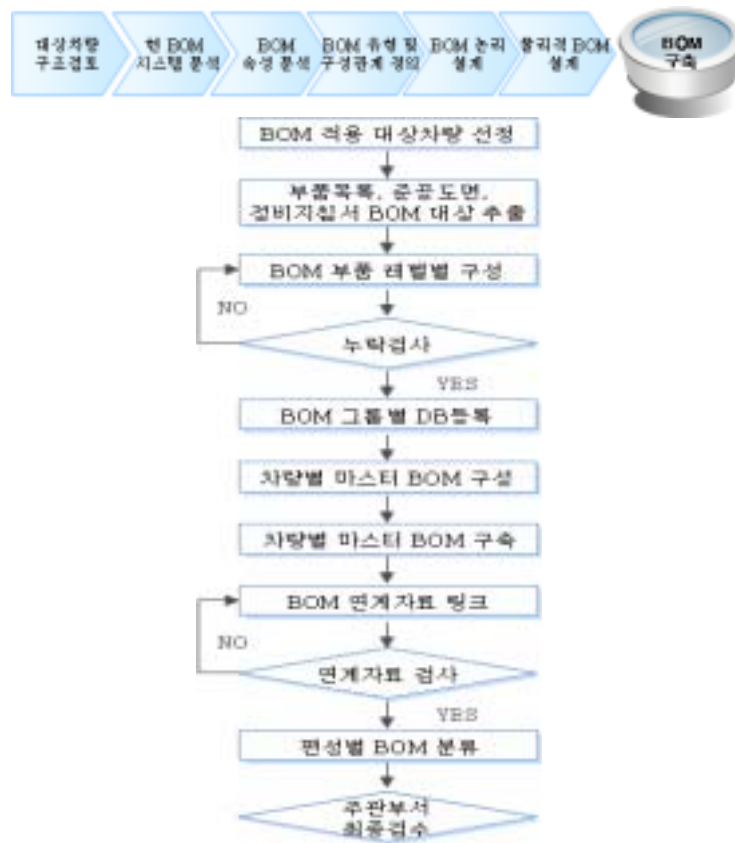 대상차량
구조검토
현 BOM
시스템 분석
BOM
속성 분석
BOM 유형 및
구성관계 정의
BOM 논리
설계
물리적 BOM
설계
BOM
구축
BOM 적용 대상차량 선정
부품목록, 준공도면,
정비지침서 BOM 대상 추출
BOM 부품 레벨별 구성
NO
누락검사
YES
BOM 그룹별 DB등록
차량별 마스터 BOM 구성
차량별 마스터 BOM 구축
BOM 연계자료 링크
NO
연계자료 검사
YES
편성별 BOM 분류
주관부서
최종검수